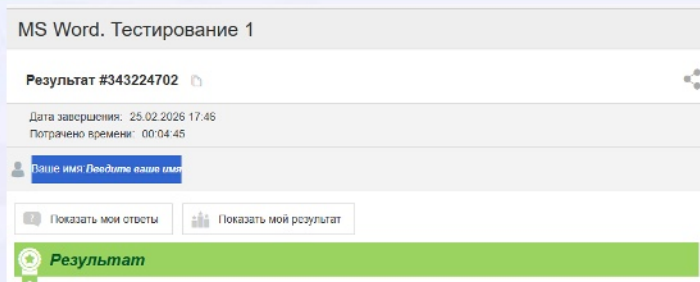 MS Word. Тестирование 1
Результат #343224702
Дата завершения: 25.02.2026 17:46
Потрачено времени: 00:04:45
Ваше имя:Введите ваше имя
Показать мои ответы
Показать мой результат
Результат